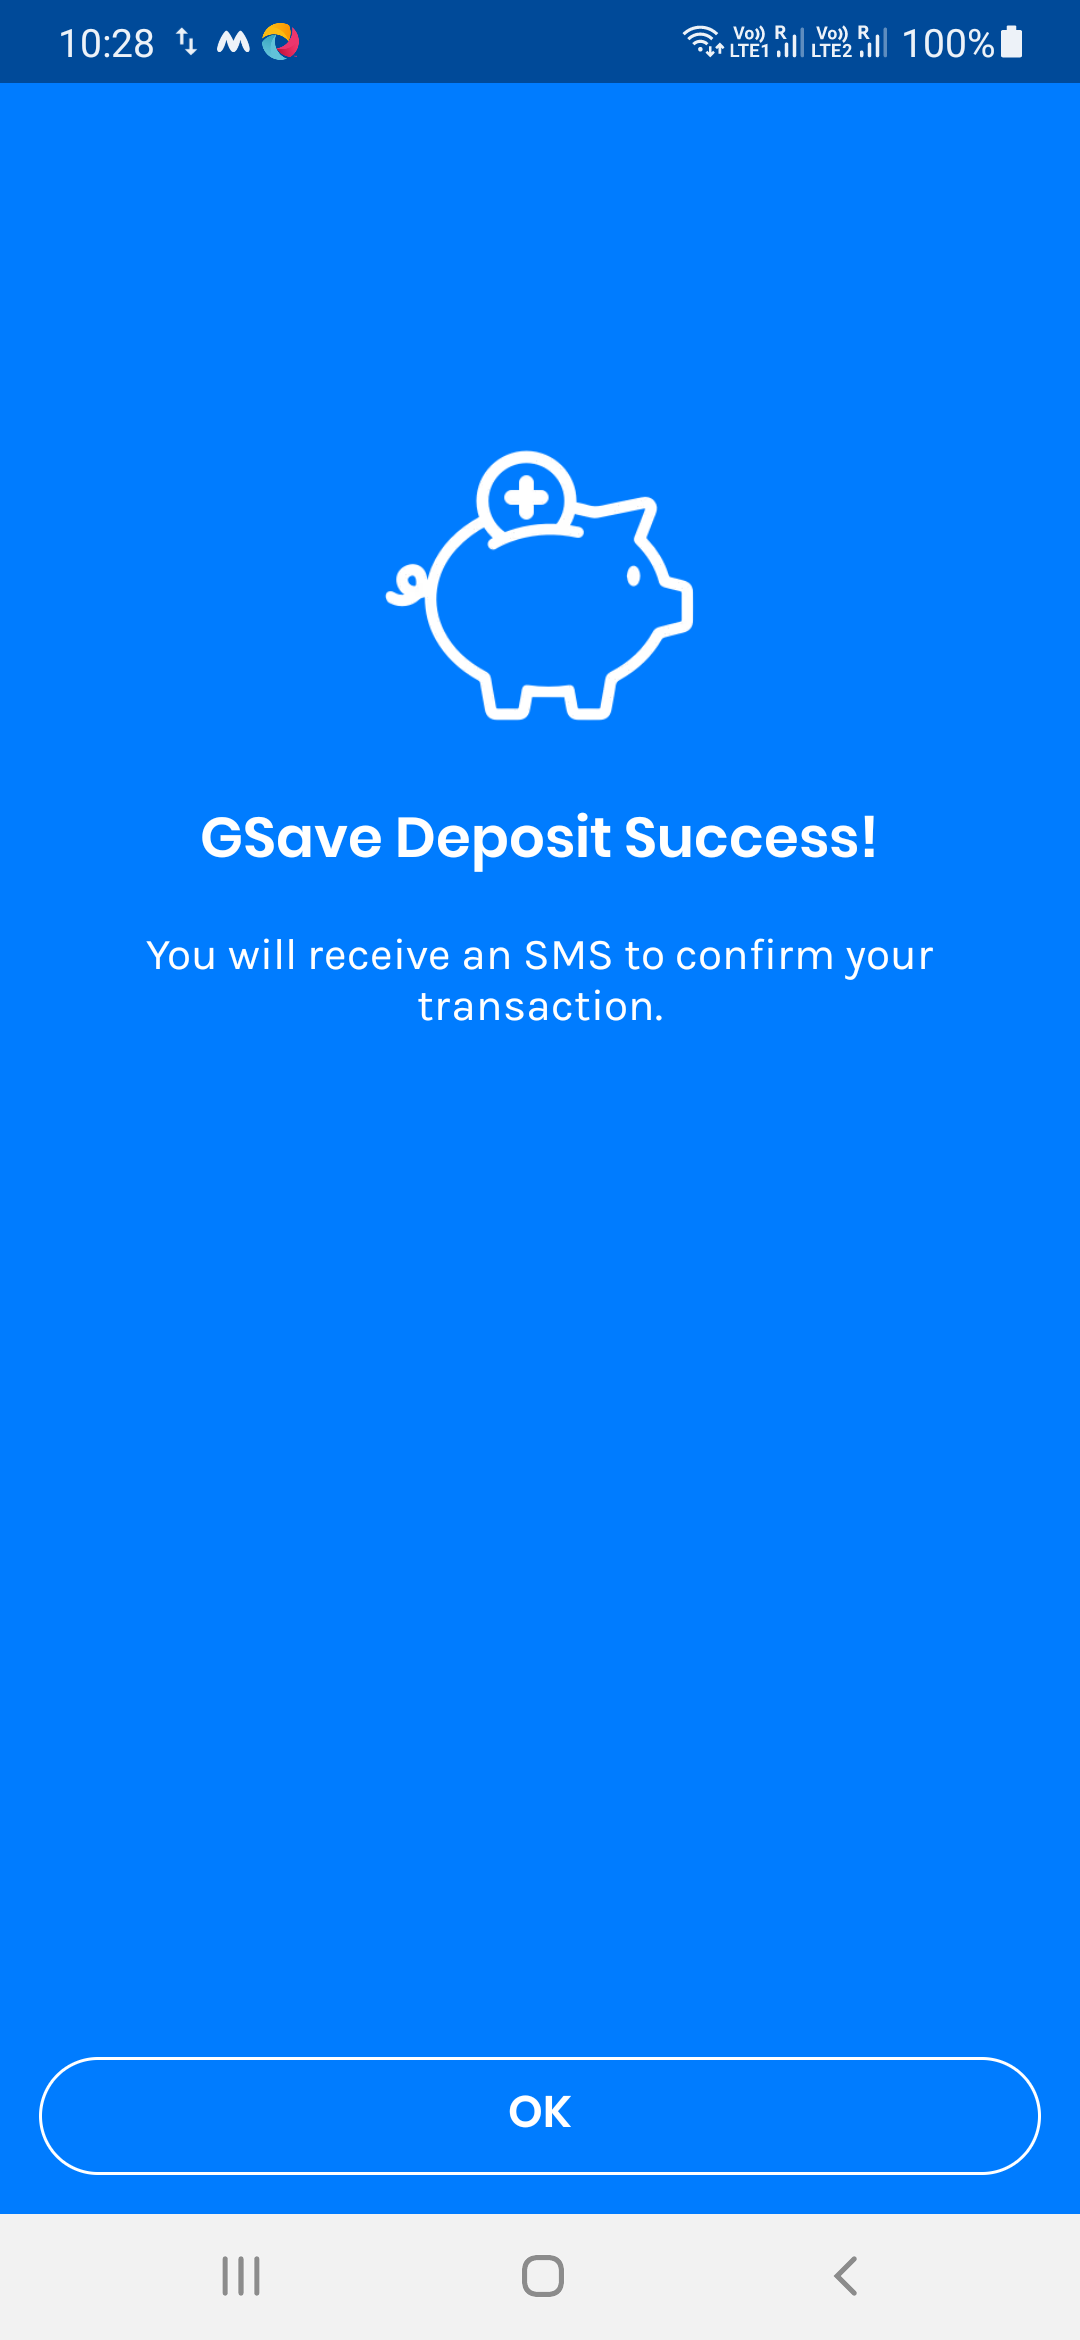 10:28 Vo)) R Vo)) R 100%
LTE1 LTE2
GSave Deposit Success!
You will receive an SMS to confirm your
transaction.
OK